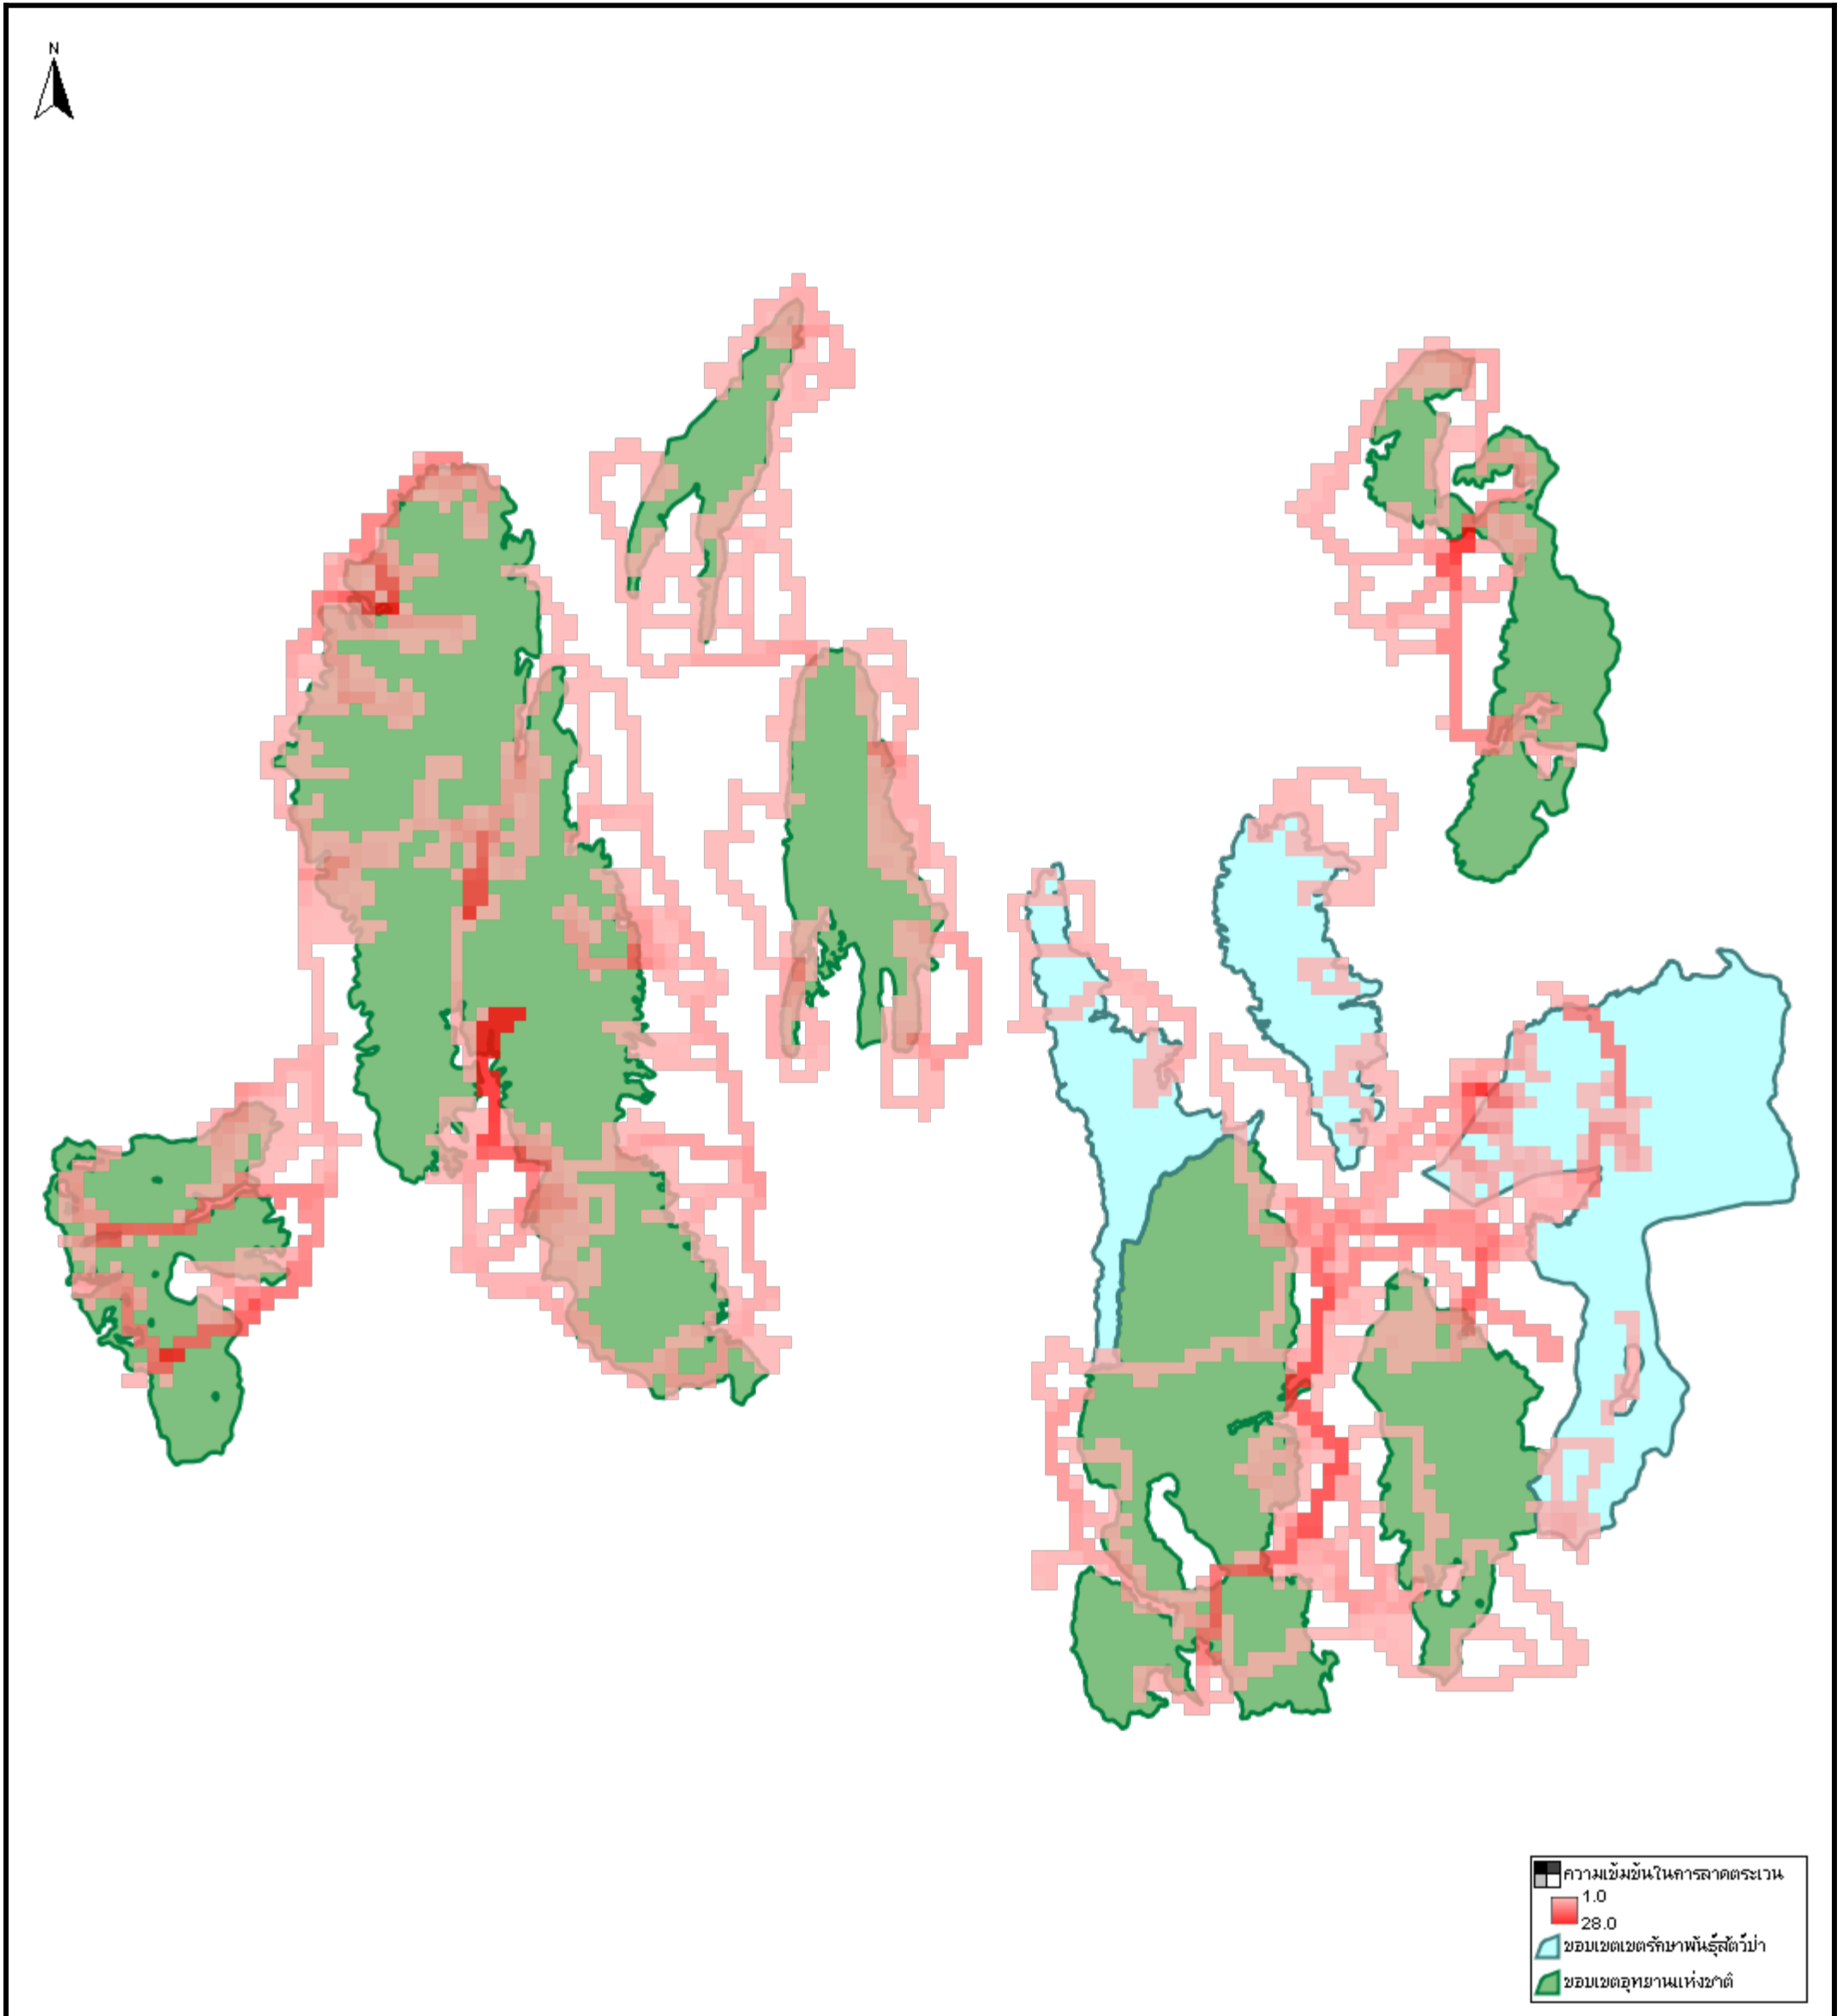 N
ความเข้มข้นในการลาดตระเวน
1.0
28.0
ขอบเขตเขตรักษาพันธุ์สัตว์ป่า
ขอบเขตอุทยานแห่งชาติ